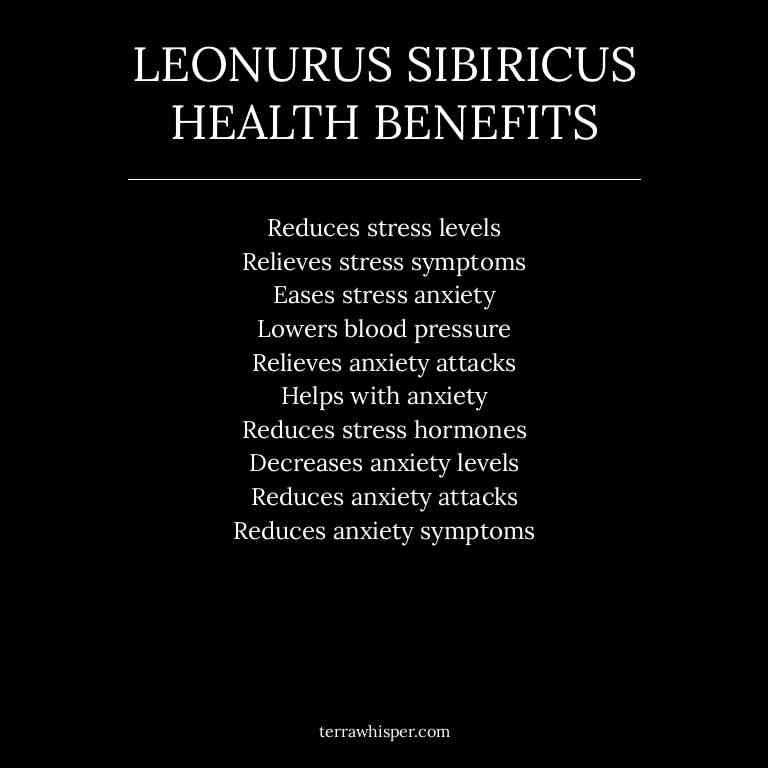 LEONURUS SIBIRICUS
HEALTH BENEFITS
Reduces stress levels
Relieves stress symptoms
Eases stress anxiety
Lowers blood pressure
Relieves anxiety attacks
Helps with anxiety
Reduces stress hormones
Decreases anxiety levels
Reduces anxiety attacks
Reduces anxiety symptoms
terrawhisper.com